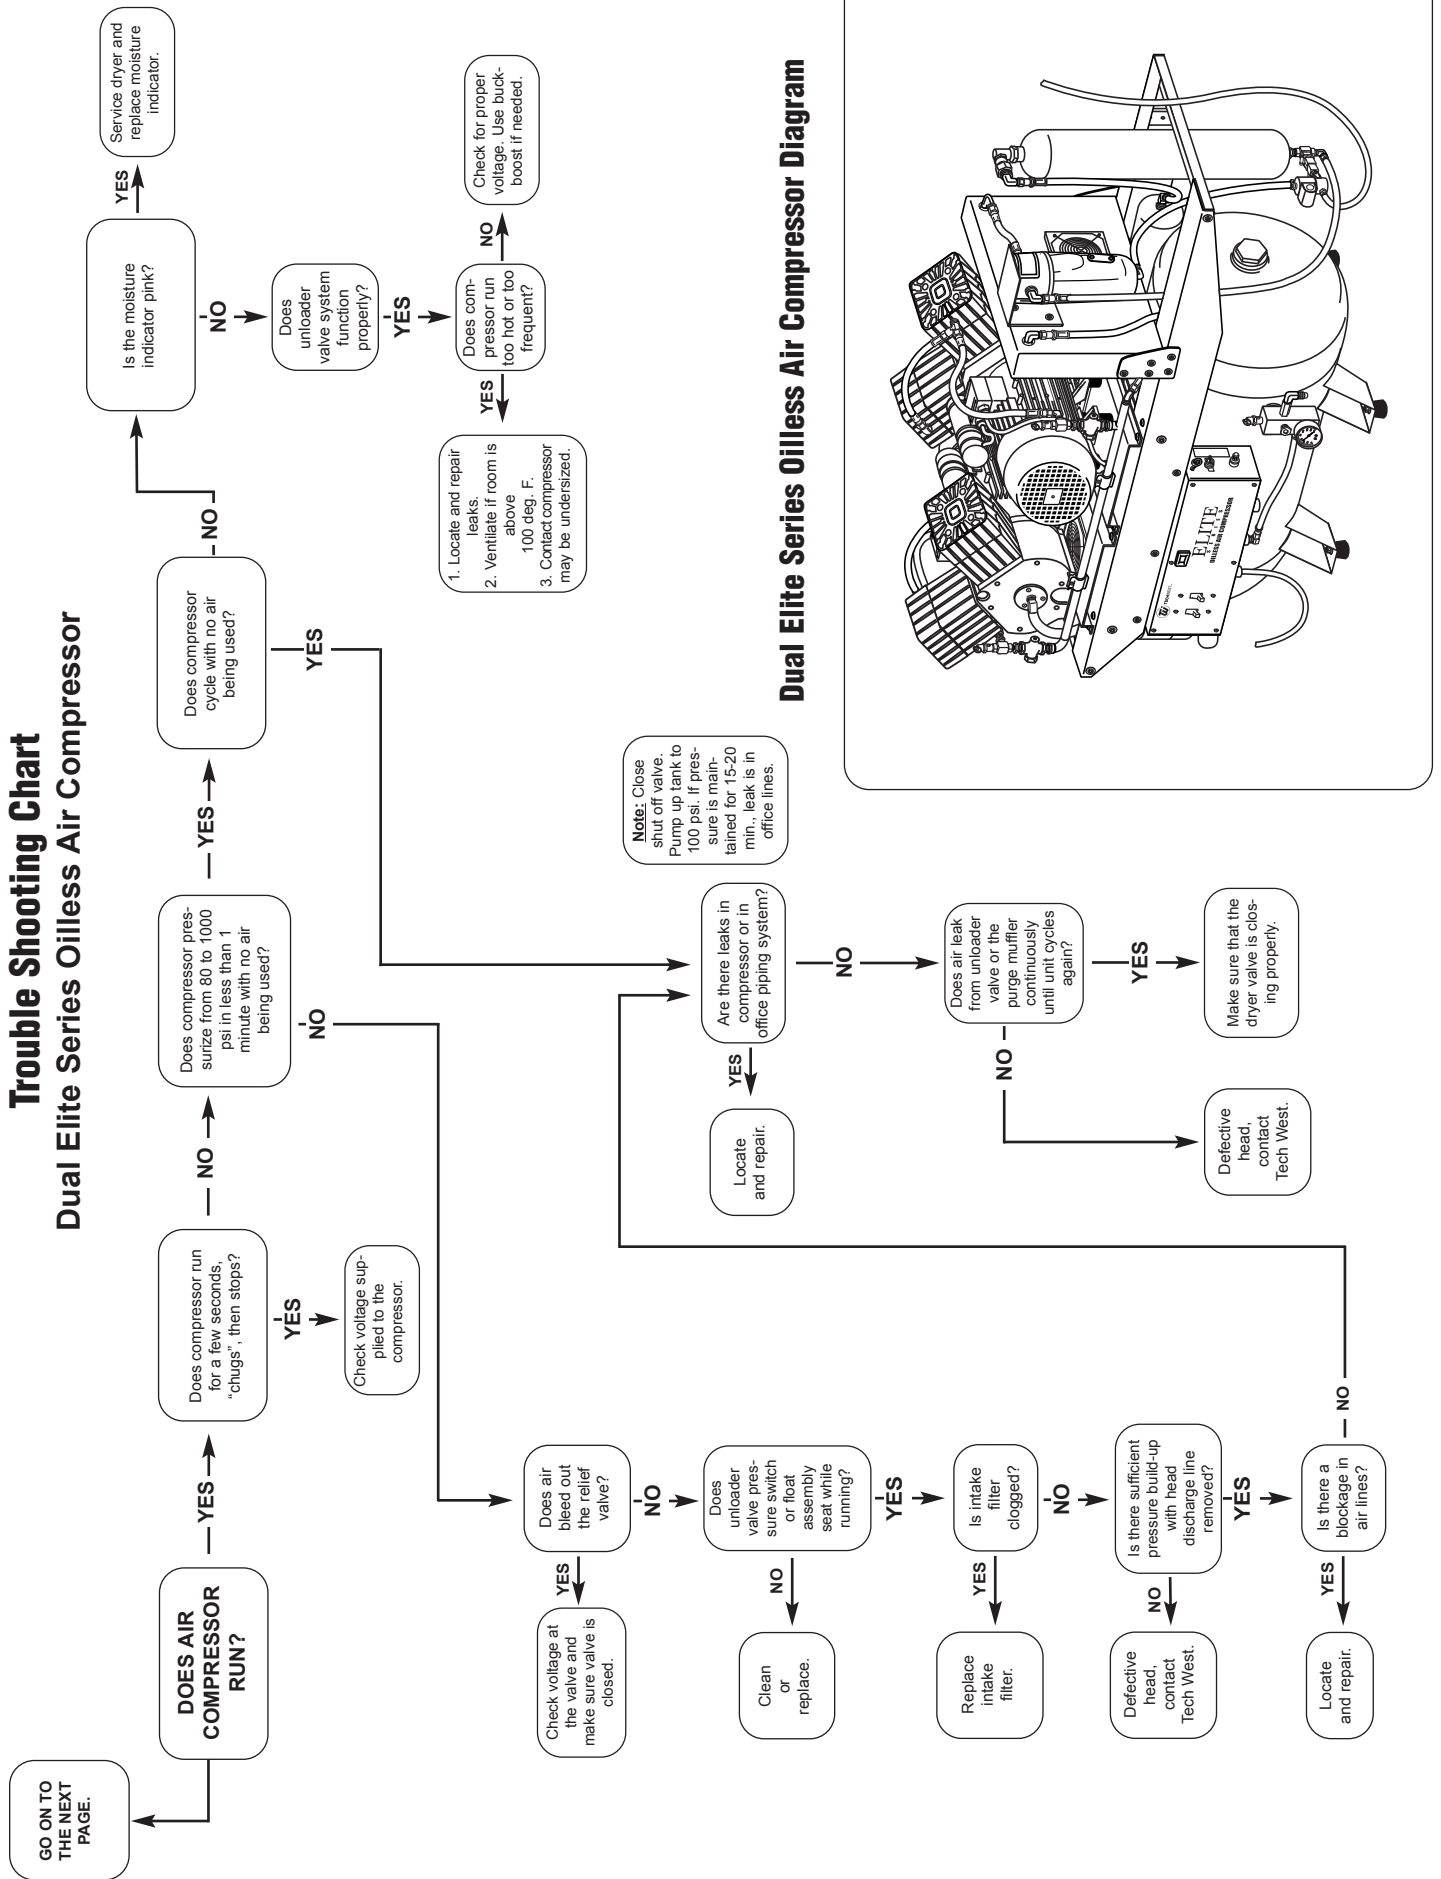 Trouble Shooting Chart
Dual Elite Series Oilless Air Compressor
GO ON TO
THE NEXT
PAGE.
DOES AIR
COMPRESSOR
RUN?
YES
Does compressor run
for a few seconds,
“chugs”, then stops?
YES
Check voltage sup-
plied to the
compressor.
NO
Does compressor pres-
surize from 80 to 1000
psi in less than 1
minute with no air
being used?
YES
Does compressor
cycle with no air
being used?
NO
Is the moisture
indicator pink?
YES
Service dryer and
replace moisture
indicator.
NO
Does
unloader
valve system
function
properly?
YES
Does com-
pressor run
too hot or too
frequent?
NO
Check for proper
voltage. Use buck-
boost if needed.
YES
1. Locate and repair
leaks.
2. Ventilate if room is
above
100 deg. F.
3. Contact compressor
may be undersized.
YES
NO
Does air
bleed out
the relief
valve?
YES
Check voltage at
the valve and
make sure valve is
closed.
NO
Does
unloader
valve pres-
sure switch
or float
assembly
seat while
running?
NO
Clean
or
replace.
YES
Is intake
filter
clogged?
YES
Replace
intake
filter.
NO
Is there sufficient
pressure build-up
with head
discharge line
removed?
NO
Defective
head,
contact
Tech West.
YES
Is there a
blockage in
air lines?
YES
Locate
and repair.
NO
Are there leaks in
compressor or in
office piping system?
YES
Locate
and repair.
Note: Close
shut off valve.
Pump up tank to
100 psi. If pres-
sure is main-
tained for 15-20
min., leak is in
office lines.
NO
Does air leak
from unloader
valve or the
purge muffler
continuously
until unit cycles
again?
NO
Defective
head,
contact
Tech West.
YES
Make sure that the
dryer valve is clos-
ing properly.
Dual Elite Series Oilless Air Compressor Diagram
ELITE
SERIES
OILLESS AIR COMPRESSOR